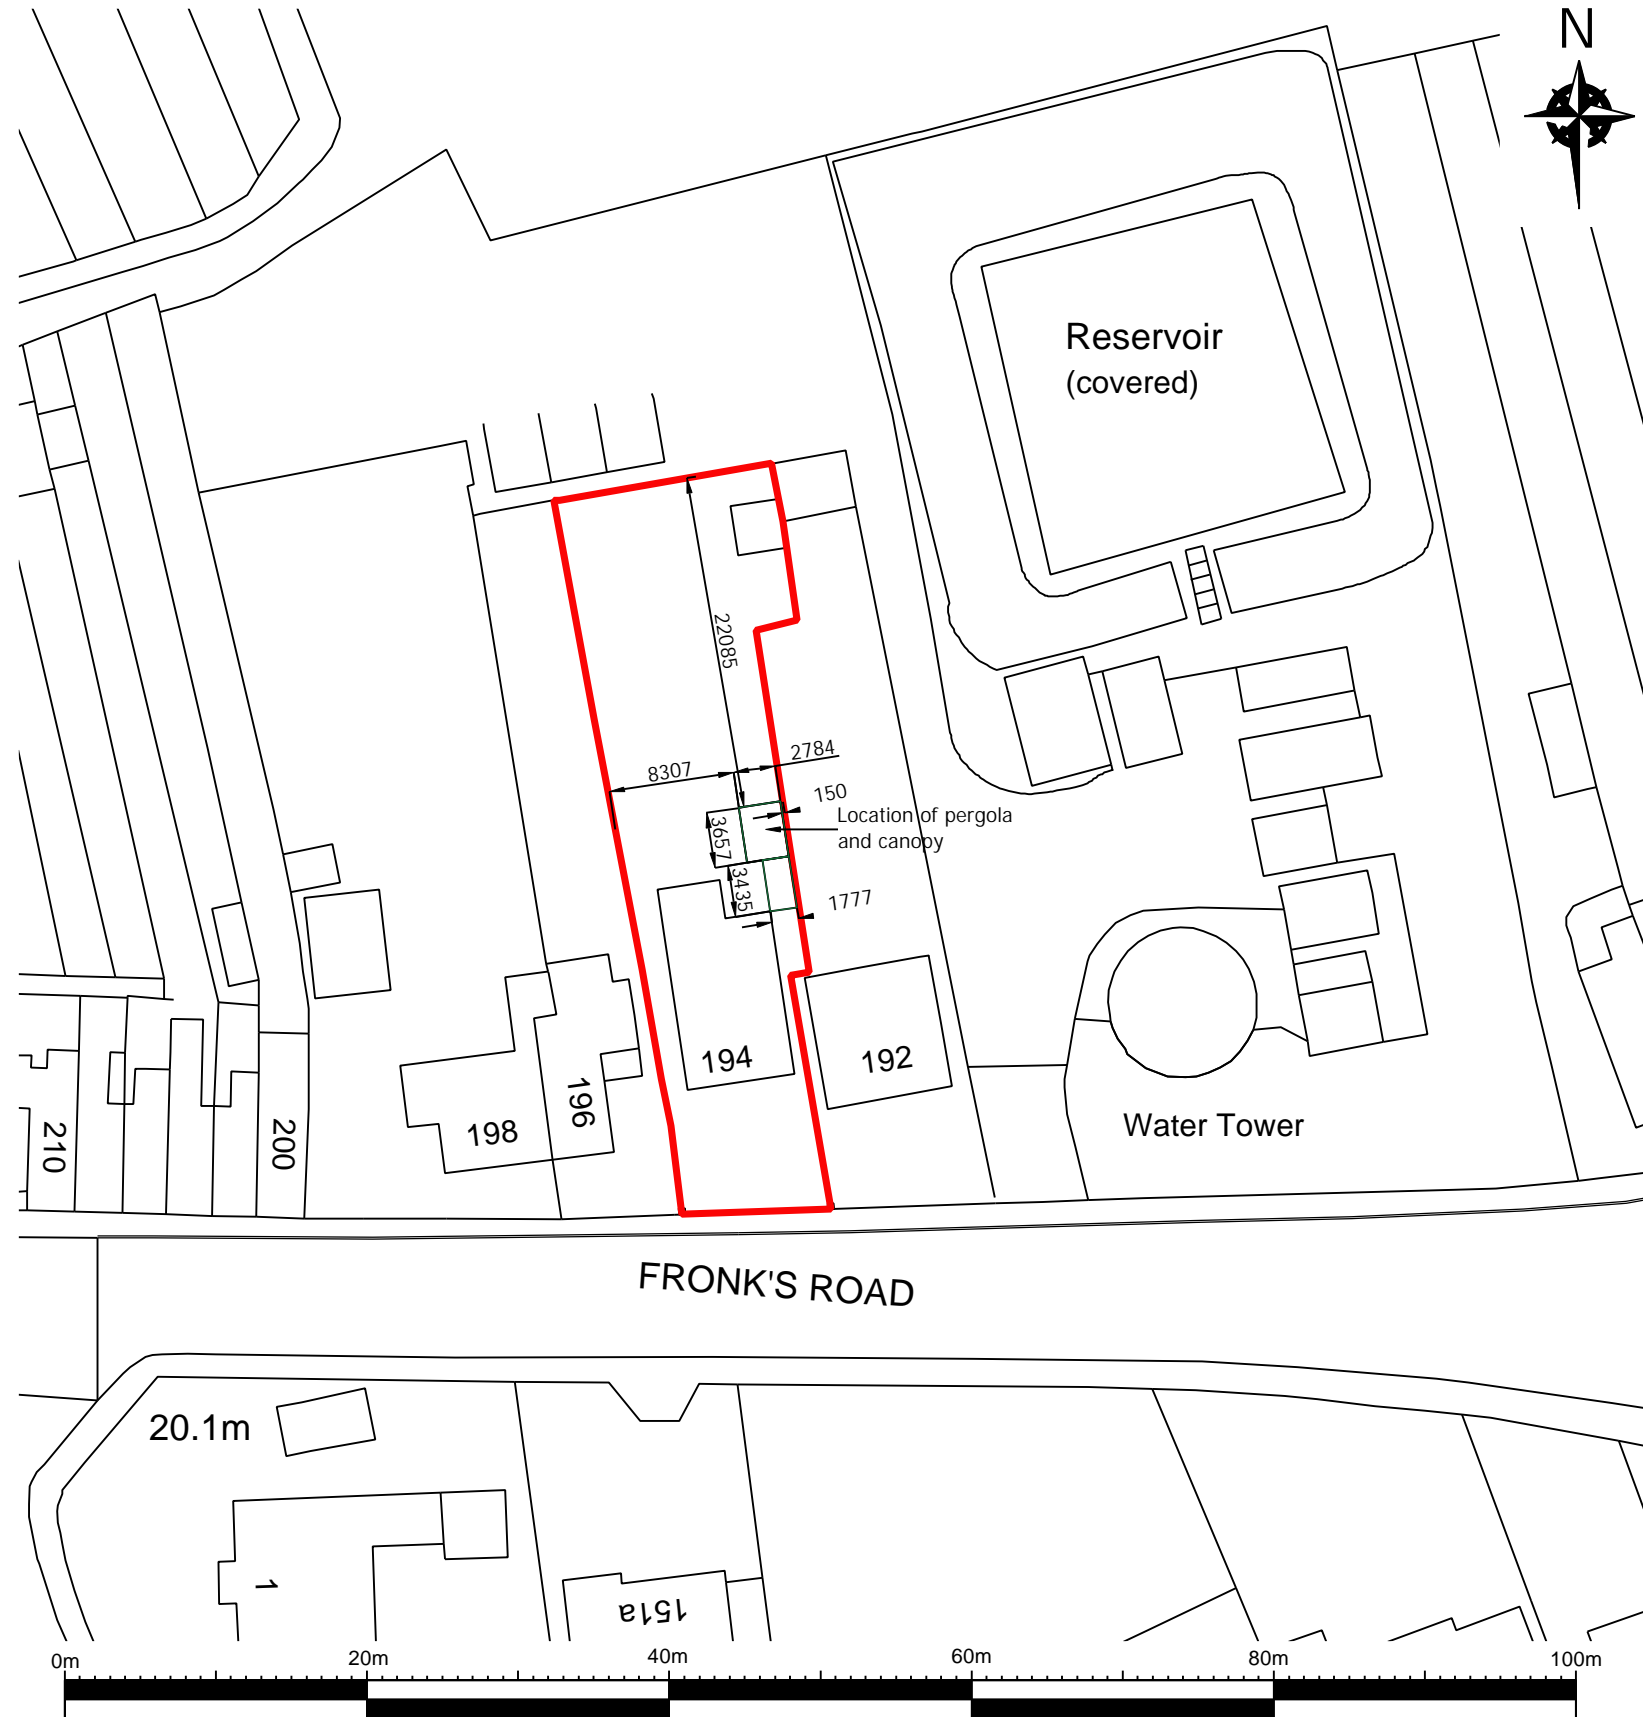 N
Reservoir
(covered)
22085
2784
8307
150
Location of pergola
and canopy
3657
3435
1777
194
192
196
198
200
210
Water Tower
FRONK'S ROAD
20.1m
1
151a
0m
20m
40m
60m
80m
100m